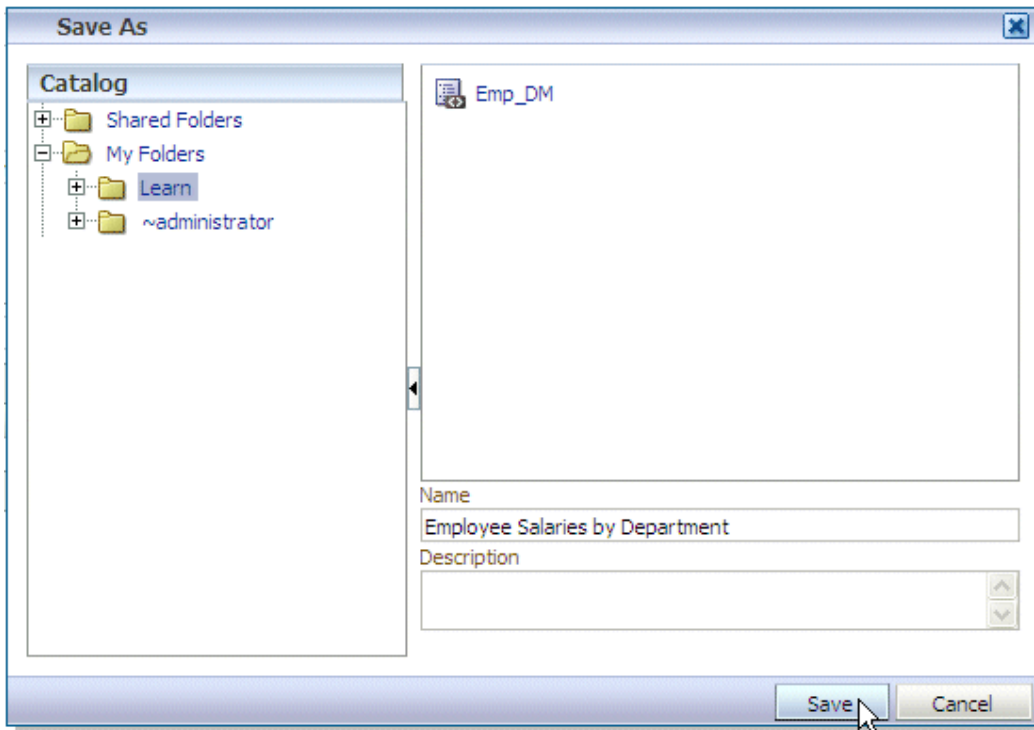 Save As
Catalog
Shared Folders
My Folders
Learn
~administrator
Emp_DM
Name
Employee Salaries by Department
Description
Save
Cancel